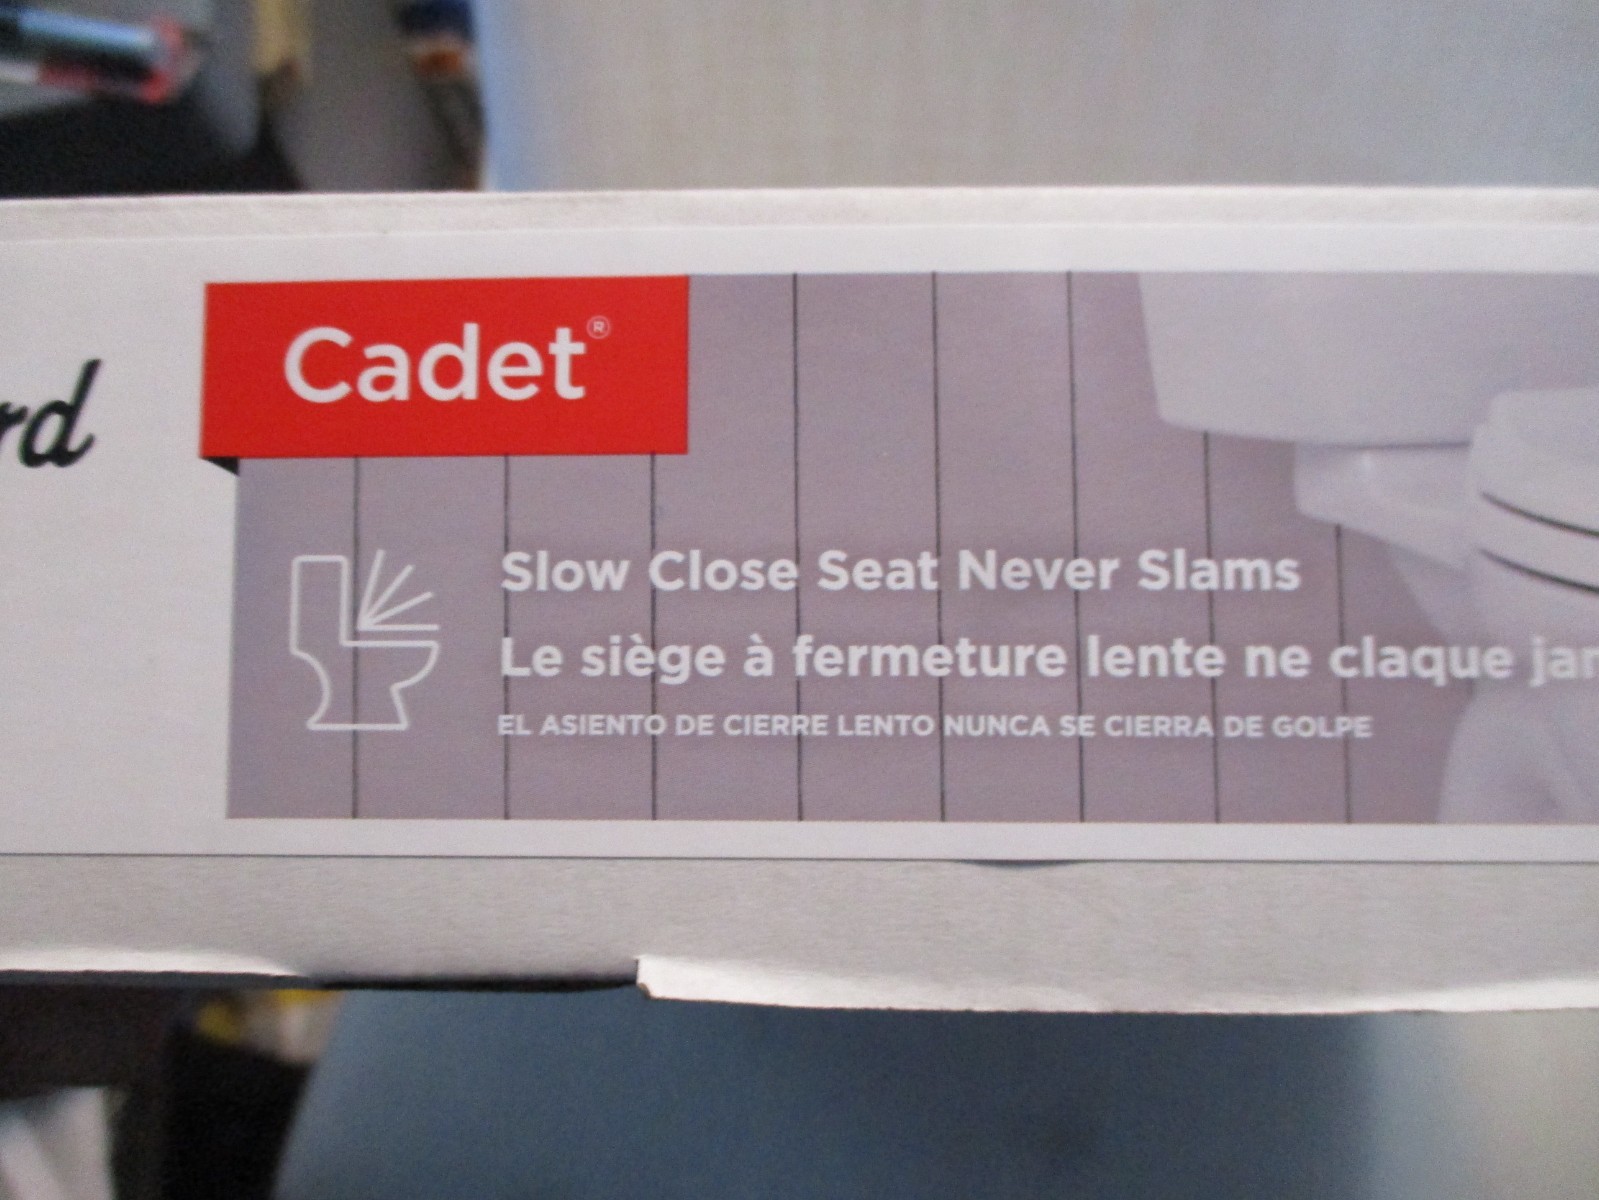 Cadet®
Slow Close Seat Never Slams
Le siège à fermeture lente ne claque
EL ASIENTO DE CIERRE LENTO NUNCA SE CIERRA DE GOLPE